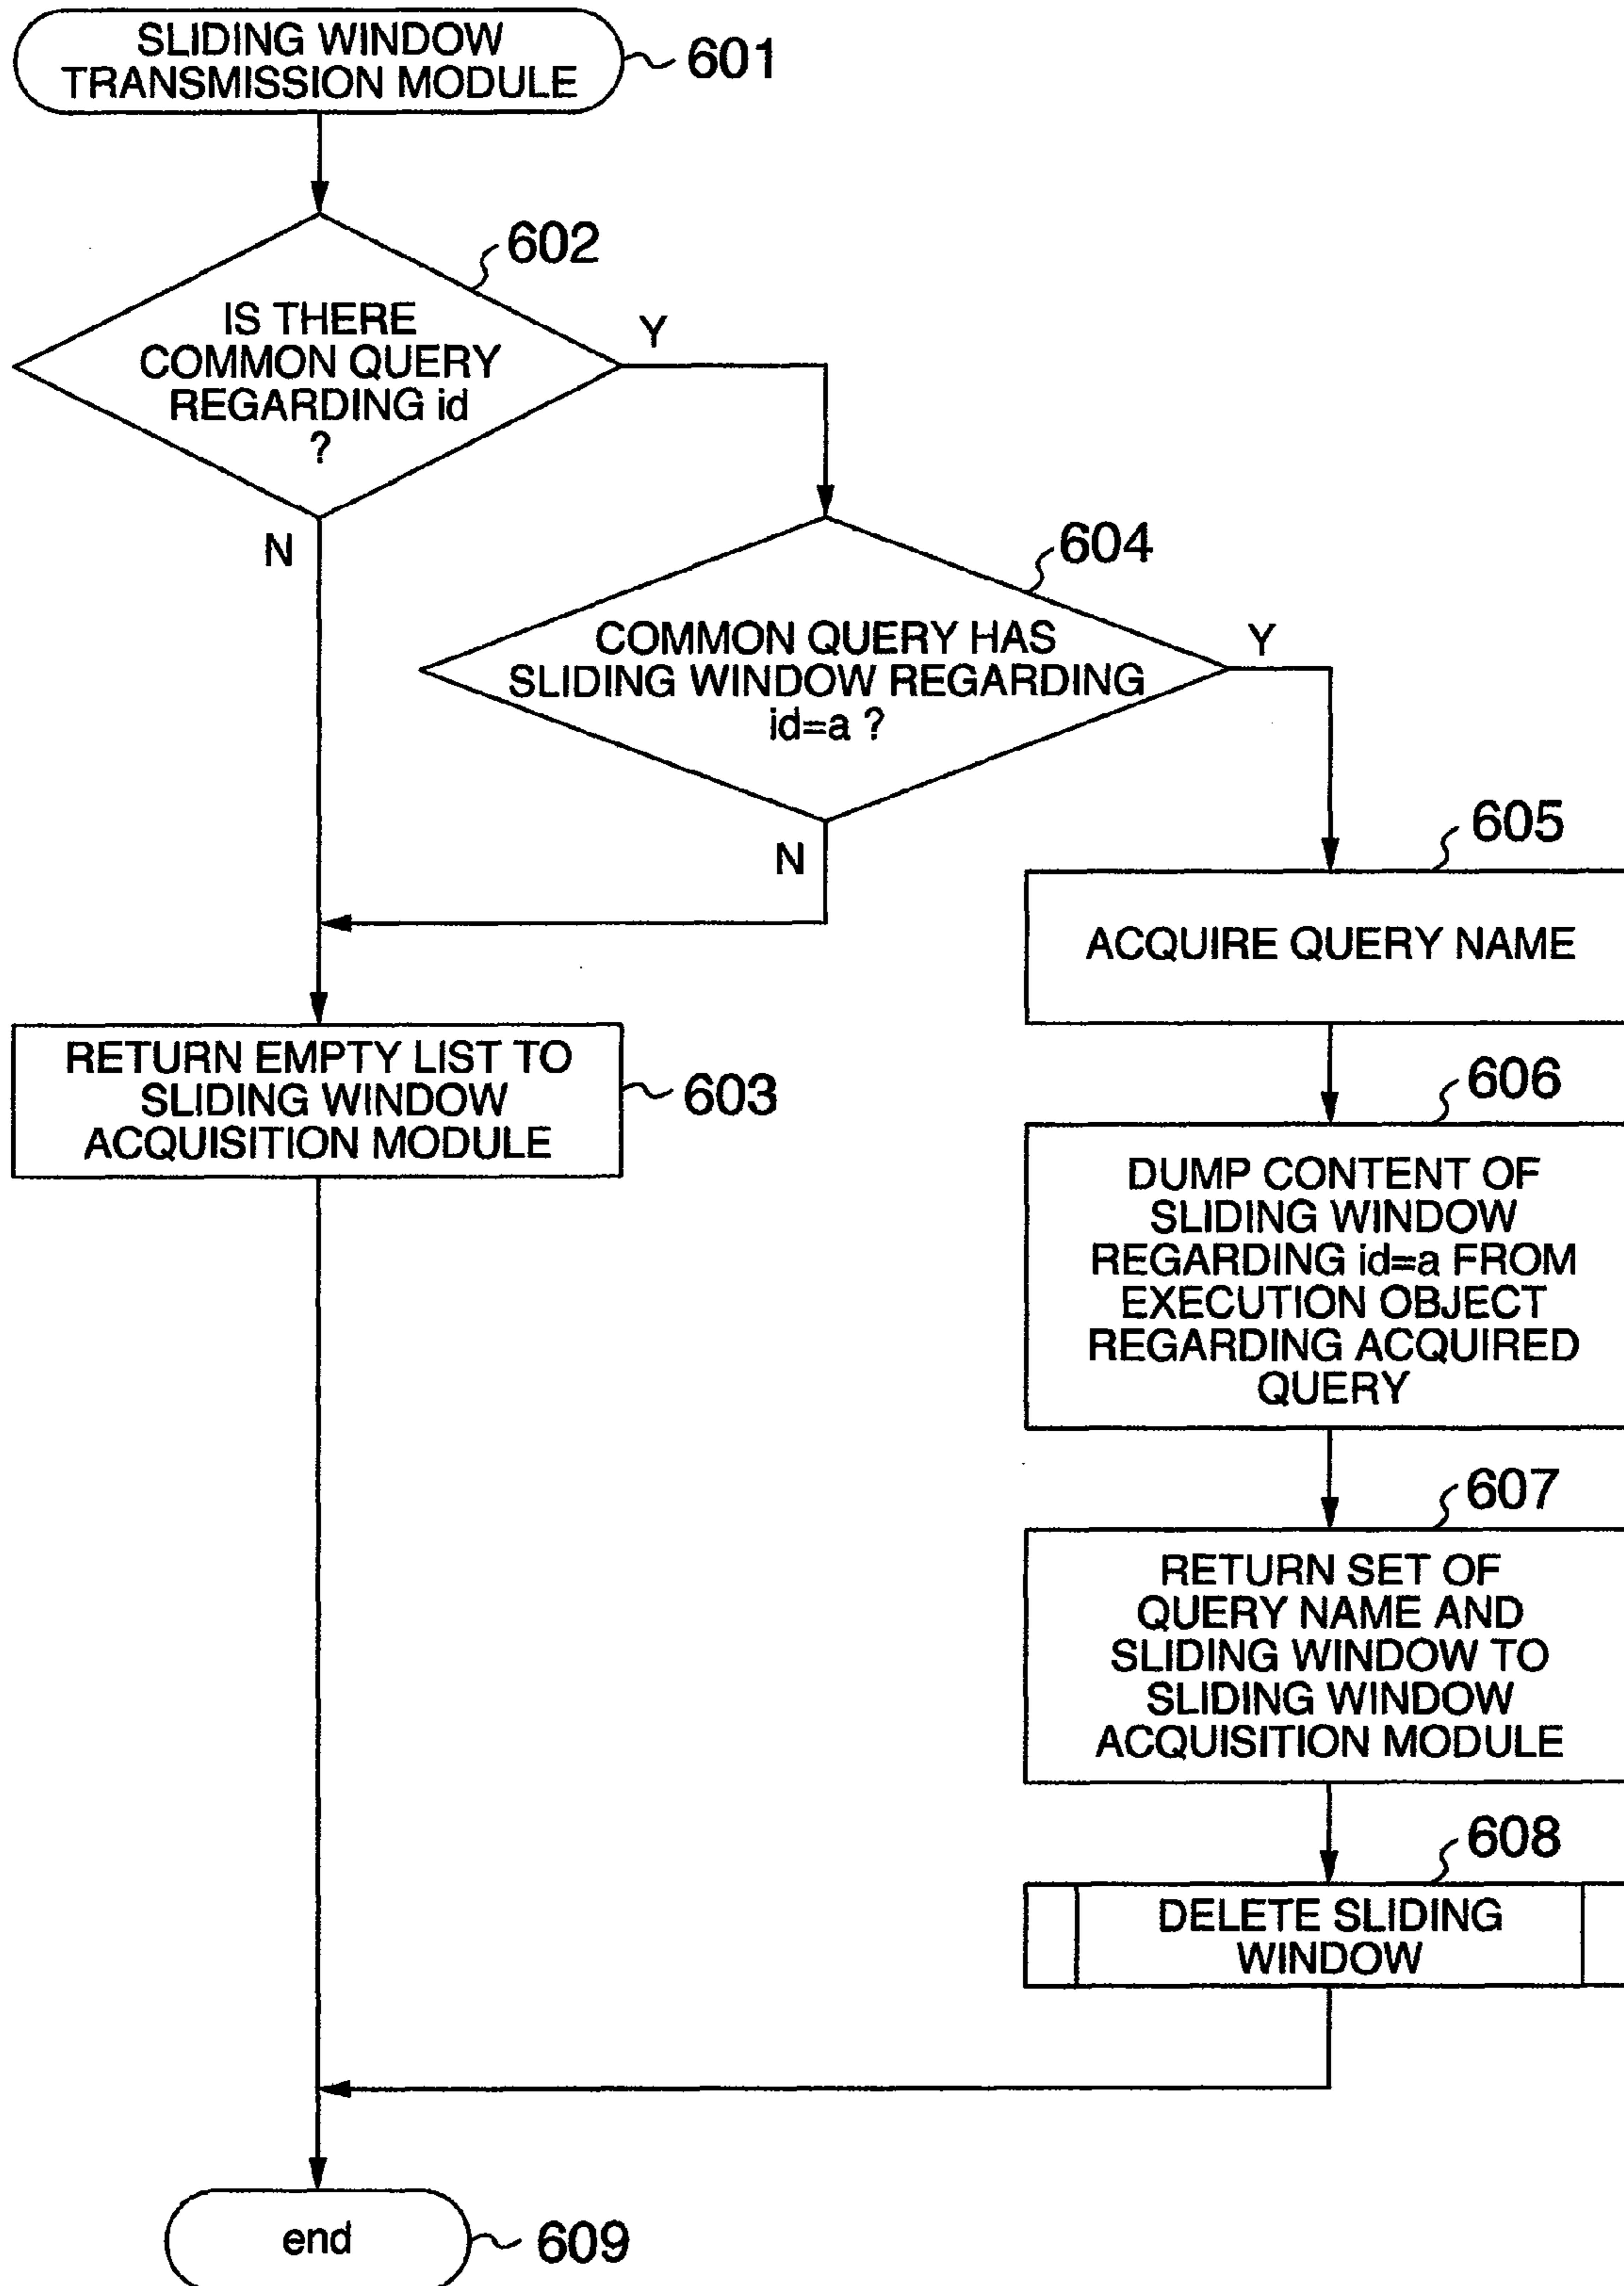 SLIDING WINDOW
TRANSMISSION MODULE
601
602
IS THERE
COMMON QUERY
REGARDING id
?
Y
N
604
COMMON QUERY HAS
SLIDING WINDOW REGARDING
id=a ?
Y
N
605
ACQUIRE QUERY NAME
RETURN EMPTY LIST TO
SLIDING WINDOW
ACQUISITION MODULE
603
606
DUMP CONTENT OF
SLIDING WINDOW
REGARDING id=a FROM
EXECUTION OBJECT
REGARDING ACQUIRED
QUERY
607
RETURN SET OF
QUERY NAME AND
SLIDING WINDOW TO
SLIDING WINDOW
ACQUISITION MODULE
608
DELETE SLIDING
WINDOW
end
609